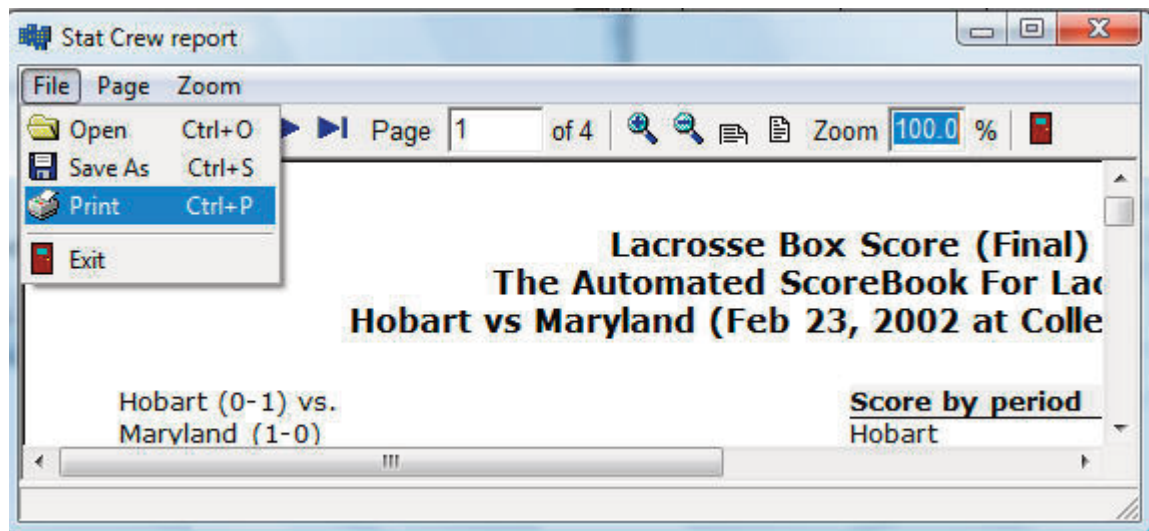 Stat Crew report
File Page Zoom
Open Ctrl+O
Save As Ctrl+S
Print Ctrl+P
Exit
Page 1 of 4 Zoom 100.0 %
Lacrosse Box Score (Final)
The Automated ScoreBook For Lac
Hobart vs Maryland (Feb 23, 2002 at Colle
Hobart (0-1) vs.
Maryland (1-0)
Score by period
Hobart